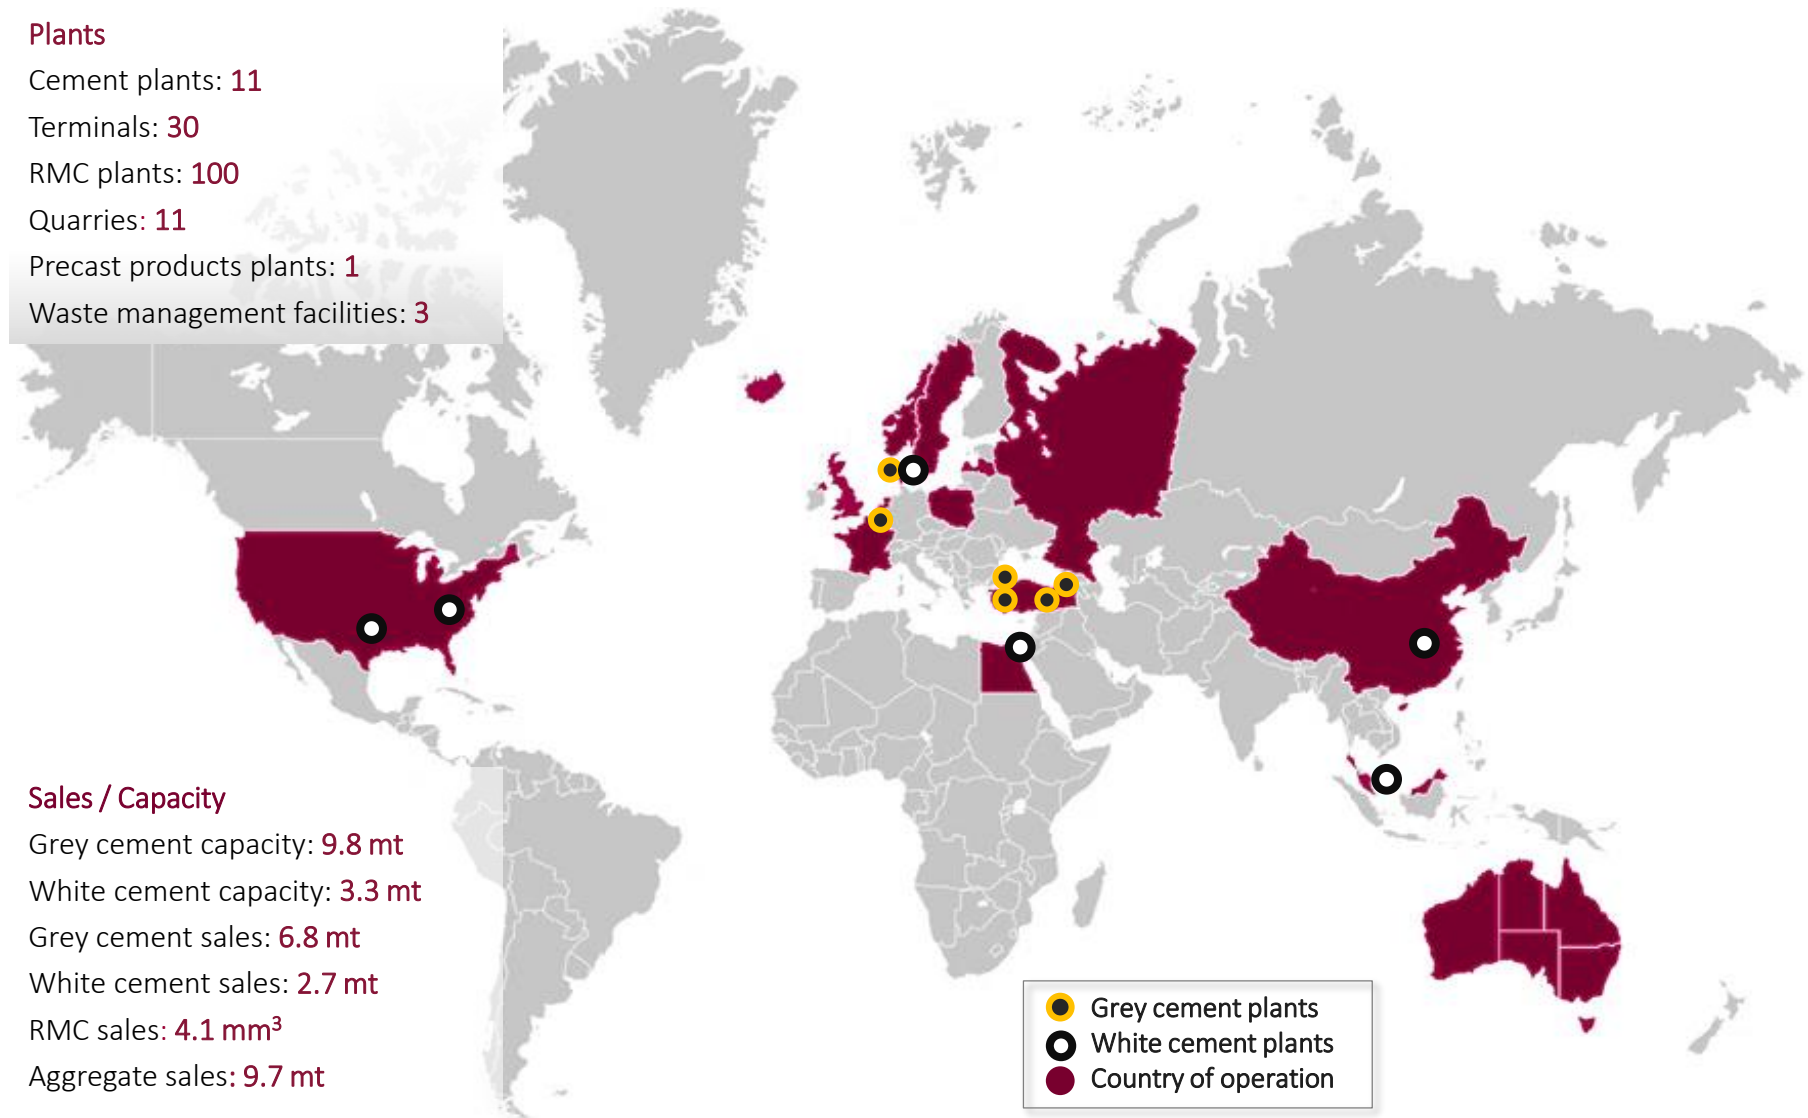 Plants
Cement plants: 11
Terminals: 30
RMC plants: 100
Quarries: 11
Precast products plants: 1
Waste management facilities: 3
Sales / Capacity
Grey cement capacity: 9.8 mt
White cement capacity: 3.3 mt
Grey cement sales: 6.8 mt
White cement sales: 2.7 mt
RMC sales: 4.1 mm³
Aggregate sales: 9.7 mt
Grey cement plants
White cement plants
Country of operation